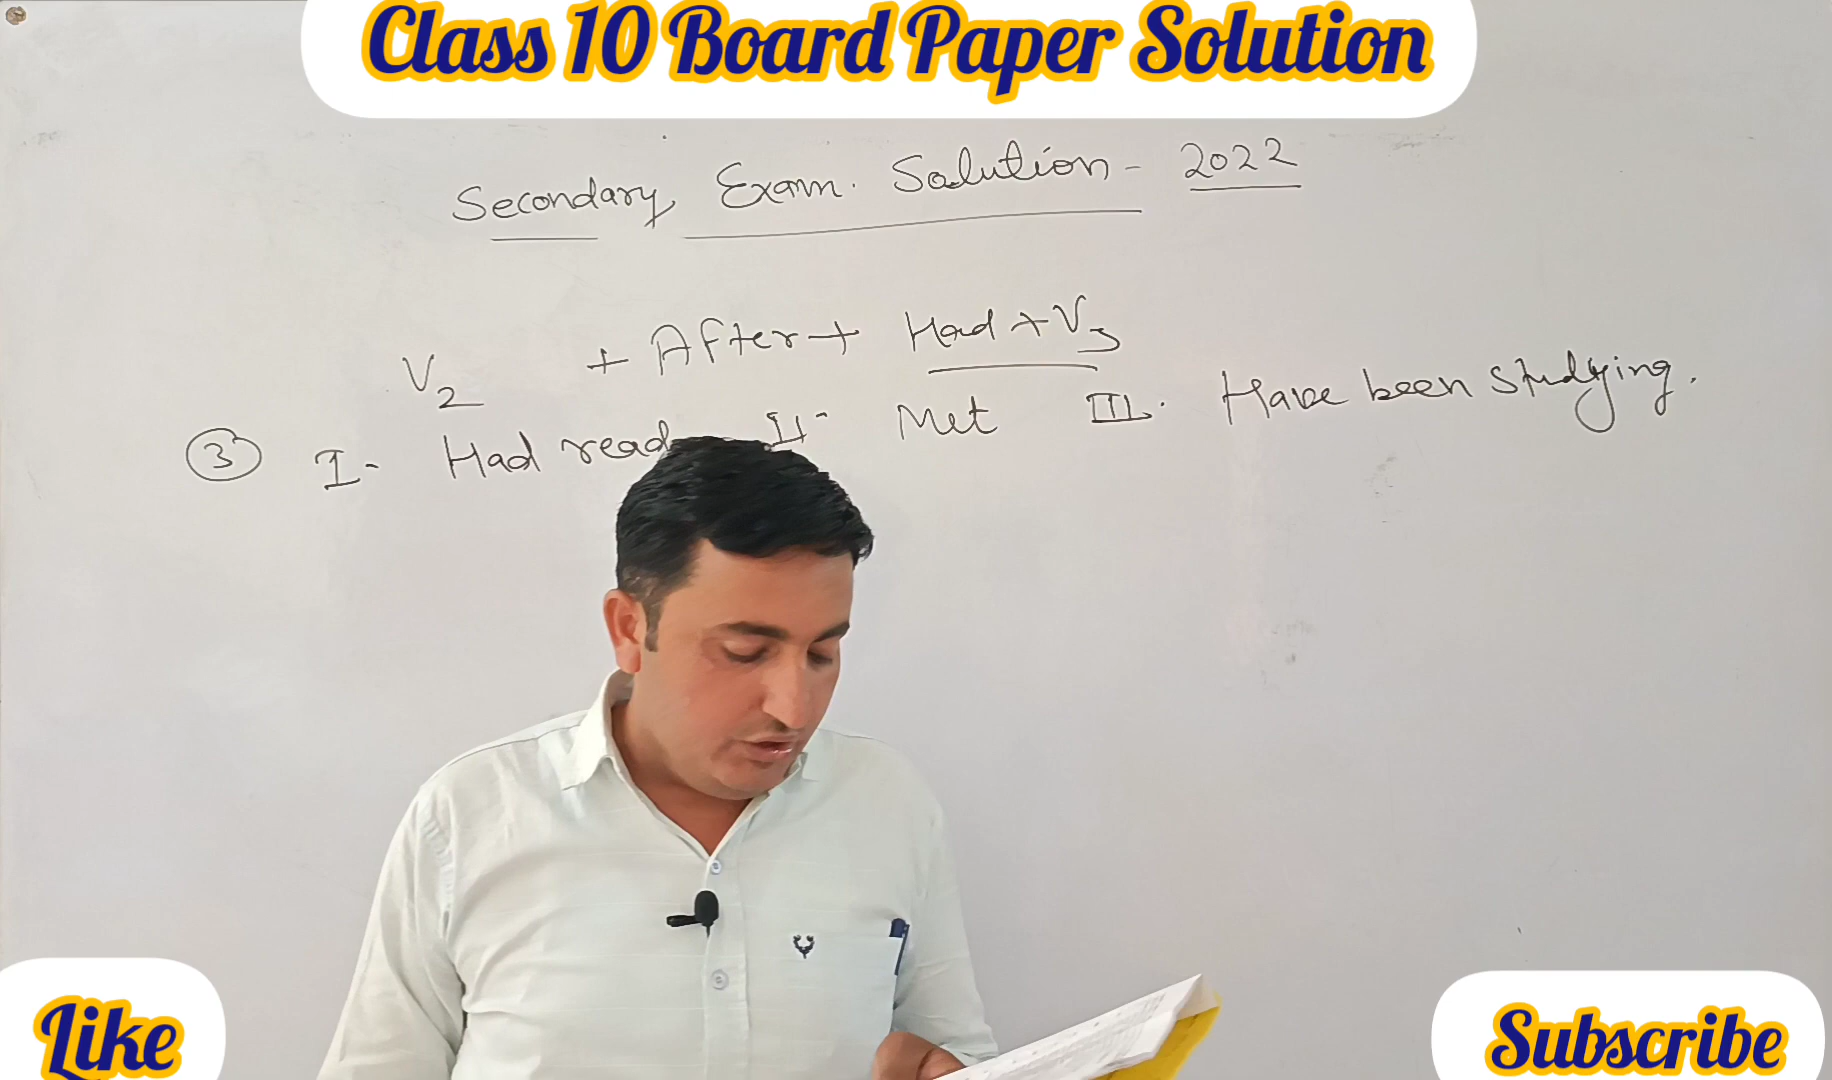 Class 10 Board Paper Solution
Secondary Exam. Solution - 2022
V2 + After + Had + V3
③ I- Had read II- Met III. Have been studying.
Like
Subscribe